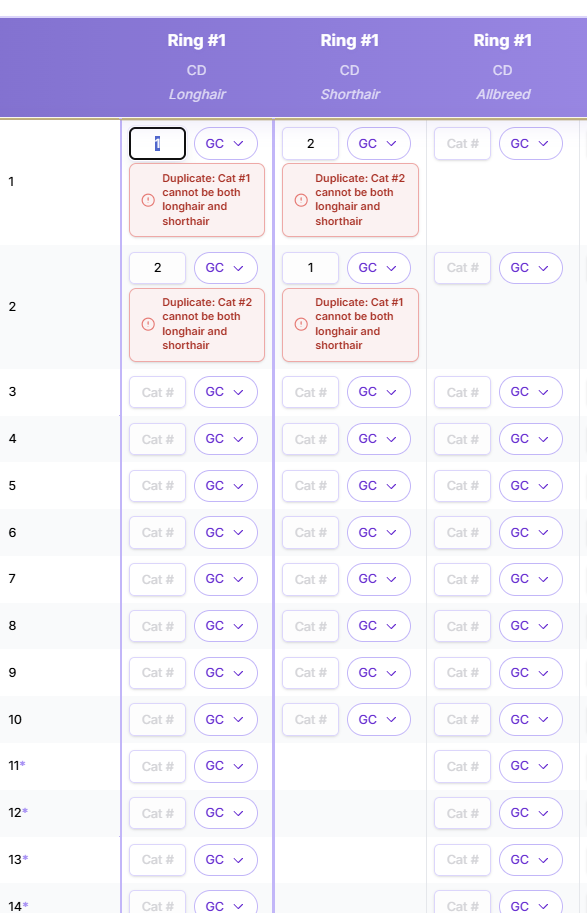 Ring #1 Ring #1 Ring #1
CD CD CD
Longhair Shorthair Allbreed
1 1 GC 2 GC Cat # GC
Duplicate: Cat #1 cannot be both longhair and shorthair
Duplicate: Cat #2 cannot be both longhair and shorthair
2 2 GC 1 GC Cat # GC
Duplicate: Cat #2 cannot be both longhair and shorthair
Duplicate: Cat #1 cannot be both longhair and shorthair
3 Cat # GC Cat # GC Cat # GC
4 Cat # GC Cat # GC Cat # GC
5 Cat # GC Cat # GC Cat # GC
6 Cat # GC Cat # GC Cat # GC
7 Cat # GC Cat # GC Cat # GC
8 Cat # GC Cat # GC Cat # GC
9 Cat # GC Cat # GC Cat # GC
10 Cat # GC Cat # GC Cat # GC
11* Cat # GC Cat # GC
12* Cat # GC Cat # GC
13* Cat # GC Cat # GC
14* Cat # GC Cat # GC